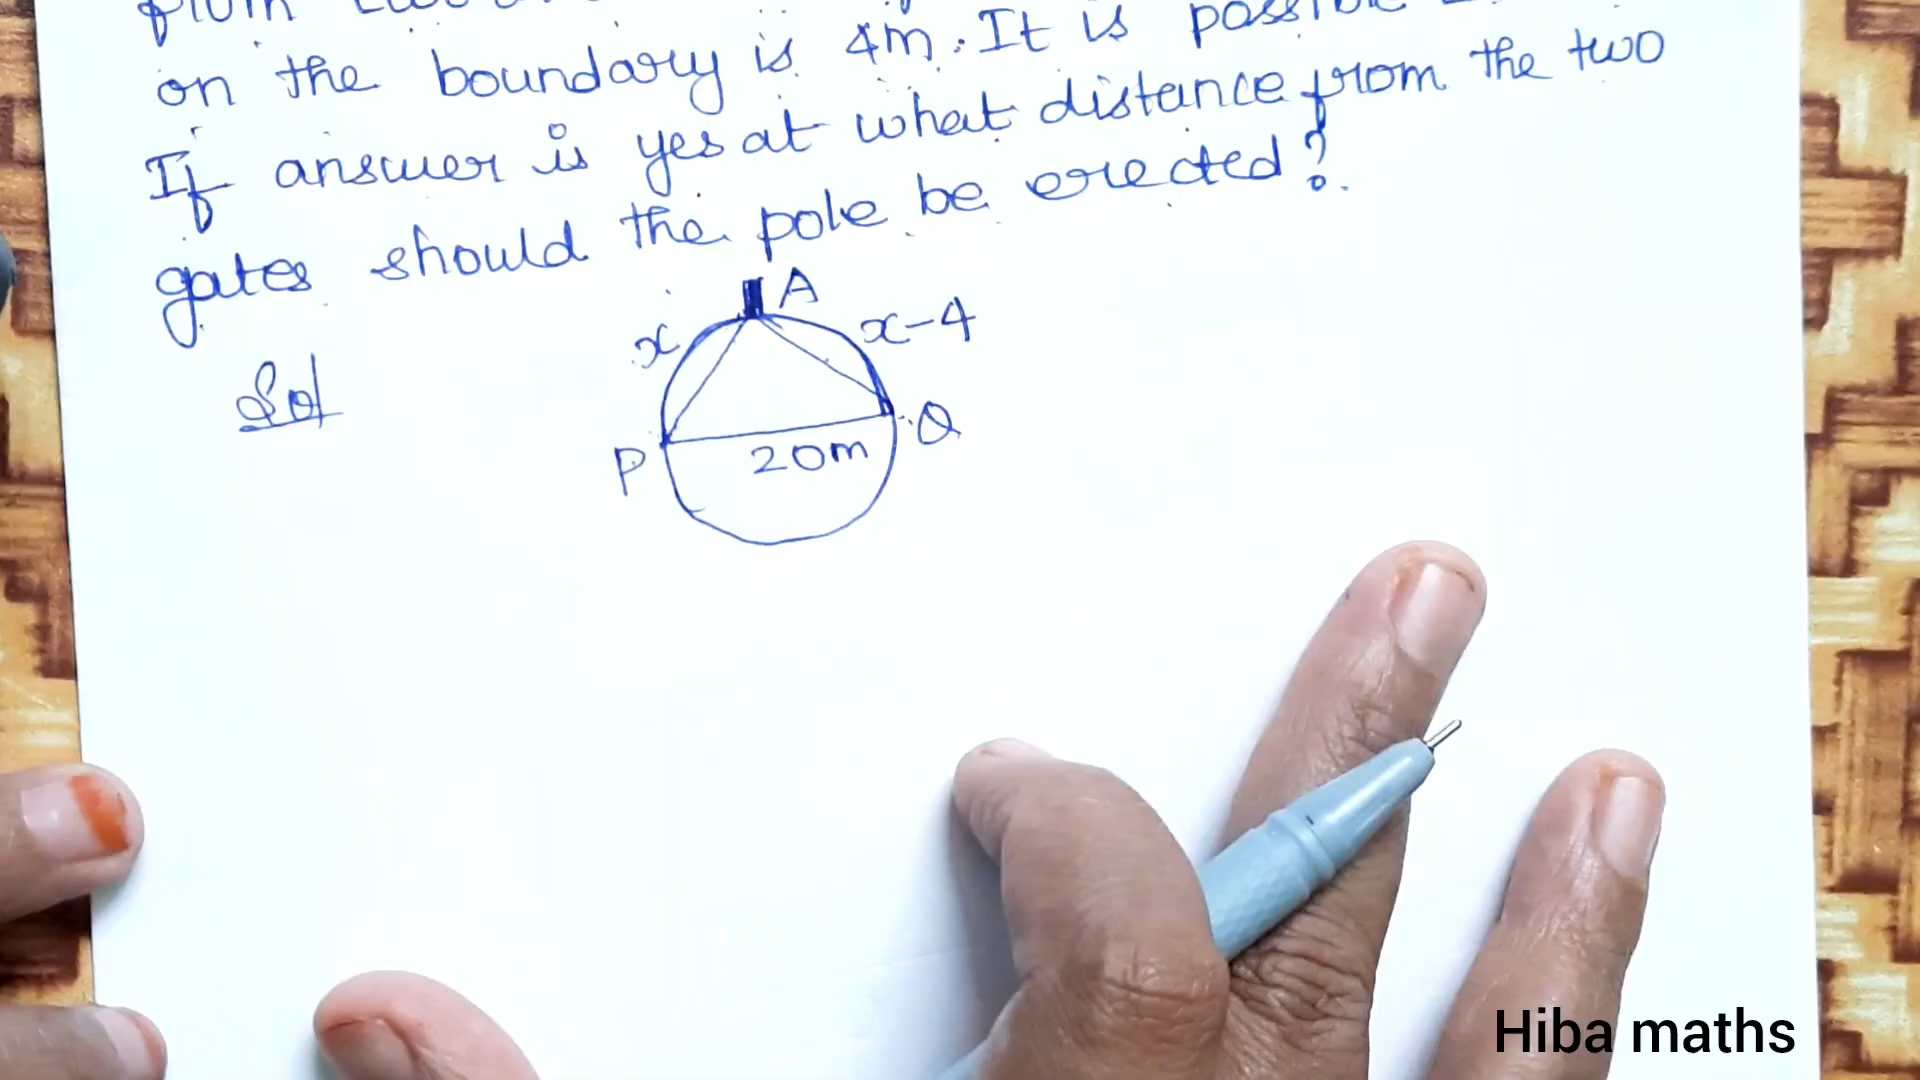 on the boundary is 4m. It is
If answer is yes at what distance from the two
gates should the pole be erected?
A
x
x-4
Sol
P
20m
Q
Hiba maths